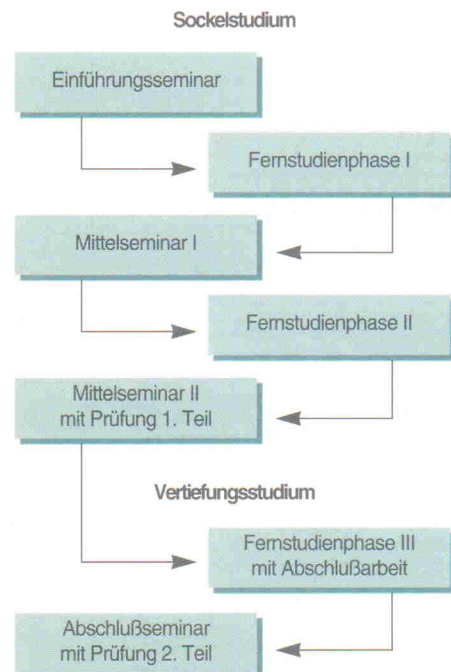 Sockelstudium
Einführungsseminar
Fernstudienphase I
Mittelseminar I
Fernstudienphase II
Mittelseminar II
mit Prüfung 1. Teil
Vertiefungsstudium
Fernstudienphase III
mit Abschlußarbeit
Abschlußseminar
mit Prüfung 2. Teil